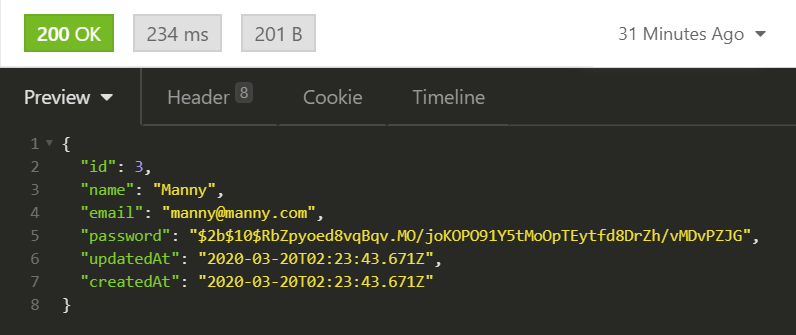 200 OK 234 ms 201 B 31 Minutes Ago
Preview Header 8 Cookie Timeline
1 {
2 "id": 3,
3 "name": "Manny",
4 "email": "manny@manny.com",
5 "password": "$2b$10$RbZpyoed8vqBqv.MO/joKOPO91Y5tMoOpTEytfd8DrZh/vMDvPZJG",
6 "updatedAt": "2020-03-20T02:23:43.671Z",
7 "createdAt": "2020-03-20T02:23:43.671Z"
8 }